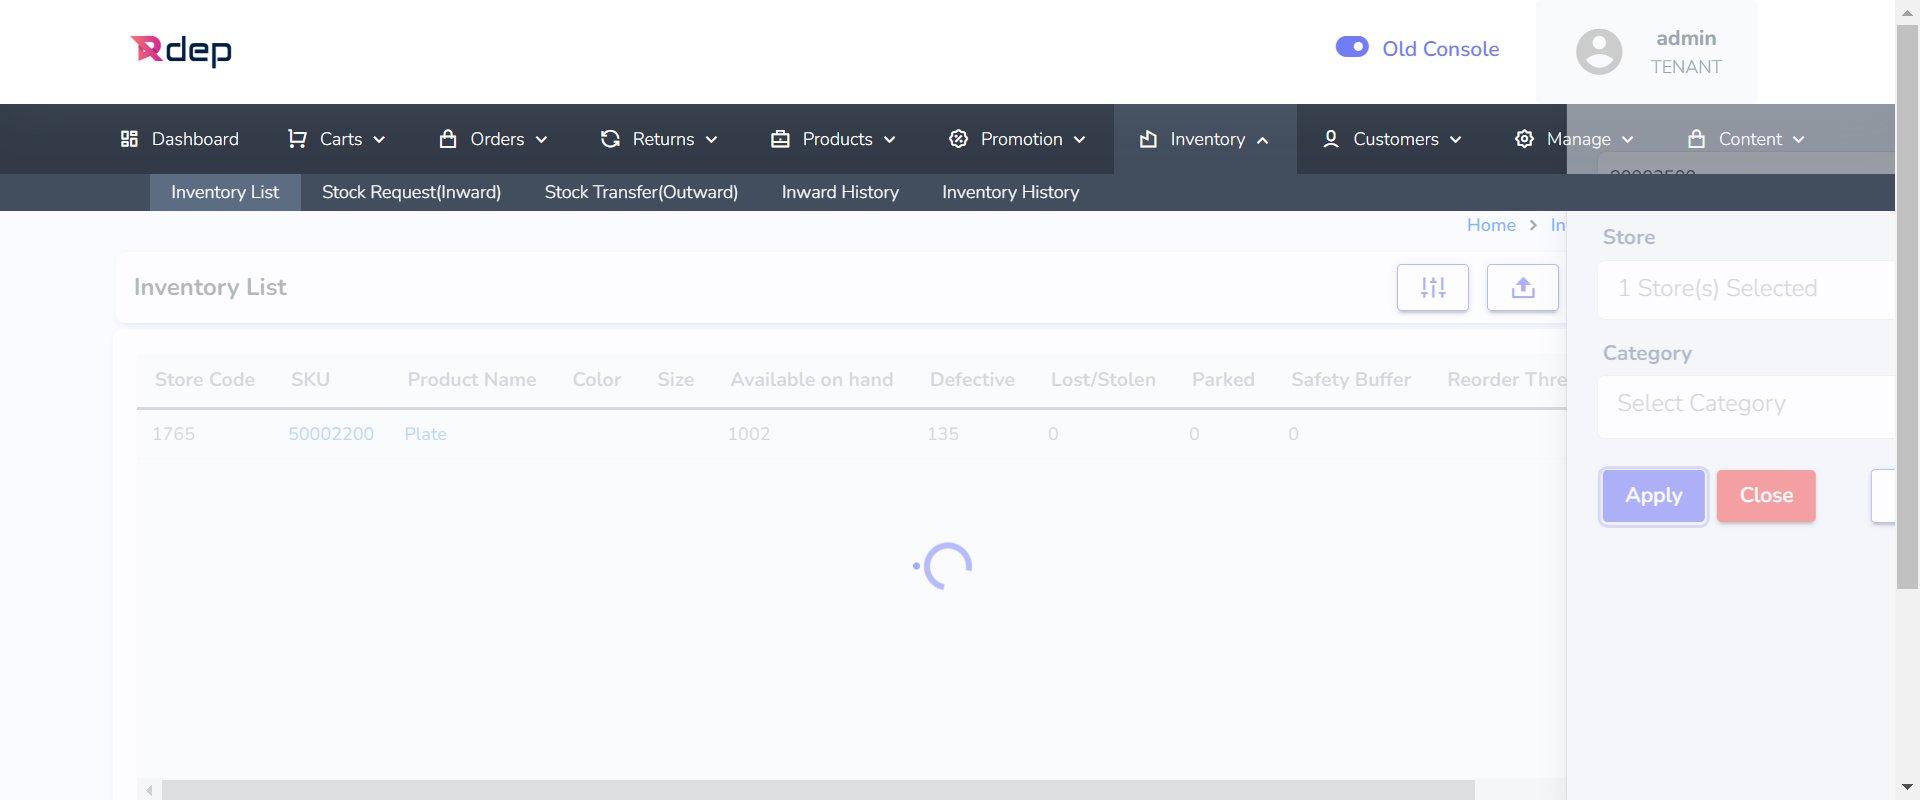 Rdep
Old Console
admin
TENANT
Dashboard
Carts
Orders
Returns
Products
Promotion
Inventory
Customers
Manage
Content
Inventory List
Stock Request(Inward)
Stock Transfer(Outward)
Inward History
Inventory History
Home > In
Inventory List
Store
1 Store(s) Selected
Category
Select Category
Apply
Close
Store Code SKU Product Name Color Size Available on hand Defective Lost/Stolen Parked Safety Buffer Reorder Thre
1765 50002200 Plate 1002 135 0 0 0